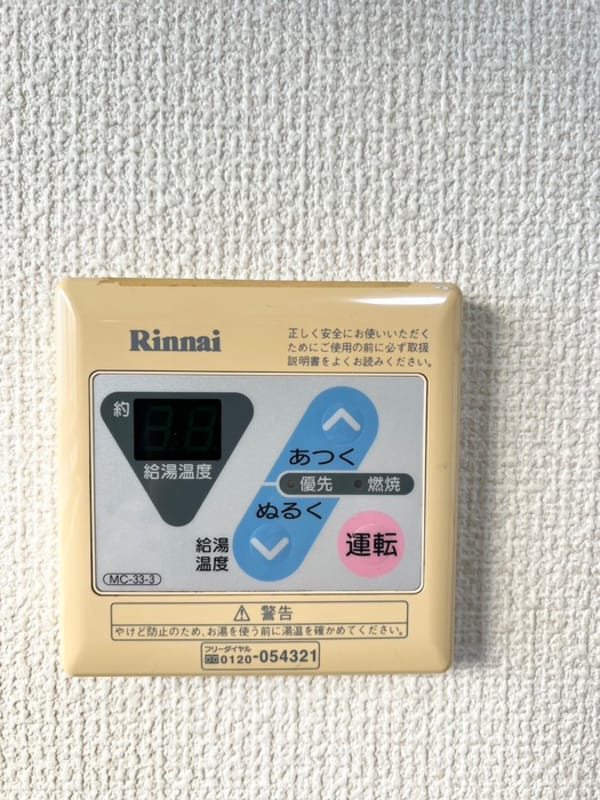 Rinnai
正しく安全にお使いいただく
ためにご使用の前に必ず取扱
説明書をよくお読みください。
約
給湯温度
あつく
優先
燃焼
ぬるく
給湯
温度
運転
MC-33-3
⚠ 警告
やけど防止のため、お湯を使う前に湯温を確かめてください。
フリーダイヤル
0120-054321